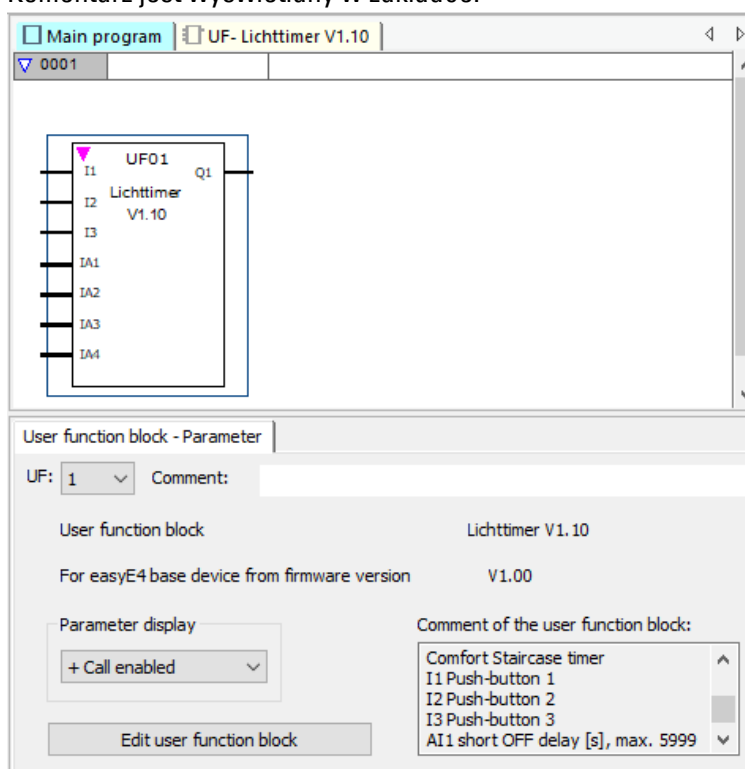 Komentarz jest wyświetlany w zakładce.
Main program UF- Lichttimer V1.10
0001
UF01
I1 Q1
Lichttimer
I2
V1.10
I3
IA1
IA2
IA3
IA4
User function block - Parameter
UF: 1 Comment:
User function block Lichttimer V1.10
For easyE4 base device from firmware version V1.00
Parameter display Comment of the user function block:
+ Call enabled
Comfort Staircase timer
I1 Push-button 1
I2 Push-button 2
I3 Push-button 3
AI1 short OFF delay [s], max. 5999
Edit user function block